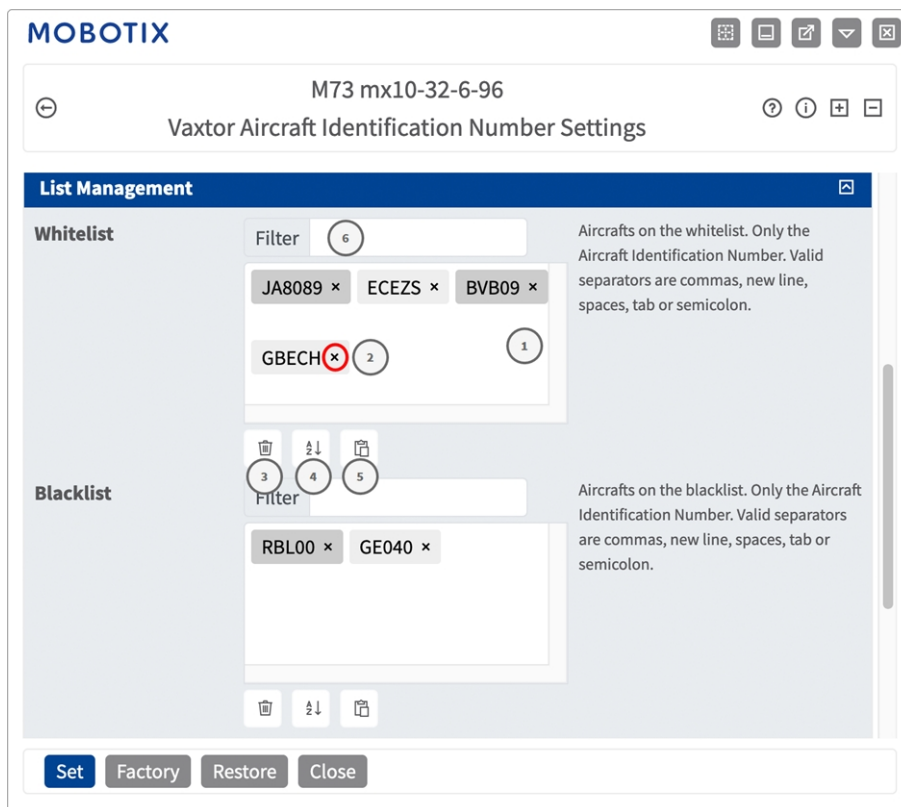 MOBOTIX
M73 mx10-32-6-96
Vaxtor Aircraft Identification Number Settings
List Management
Whitelist
Filter
6
Aircrafts on the whitelist. Only the
Aircraft Identification Number. Valid
separators are commas, new line,
spaces, tab or semicolon.
JA8089 × ECEZS × BVB09 ×
1
GBECH × 2
3 4 5
Blacklist
Filter
Aircrafts on the blacklist. Only the Aircraft
Identification Number. Valid separators
are commas, new line, spaces, tab or
semicolon.
RBL00 × GE040 ×
Set Factory Restore Close